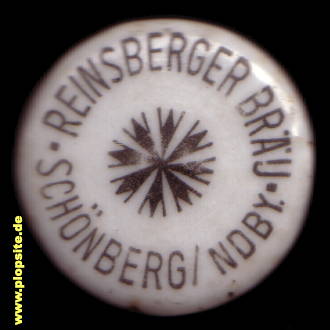 · REINSBERGER BRÄU ·
SCHÖNBERG / NDBY.
www.plopsite.de